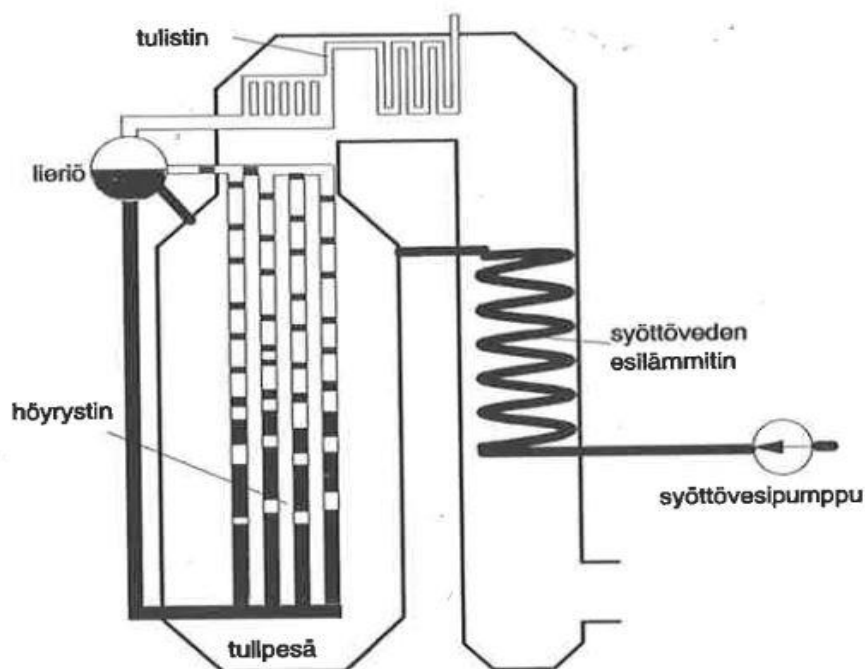 tulistin
lieriö
höyrystin
tulipesä
syöttöveden
esilämmitin
syöttövesipumppu